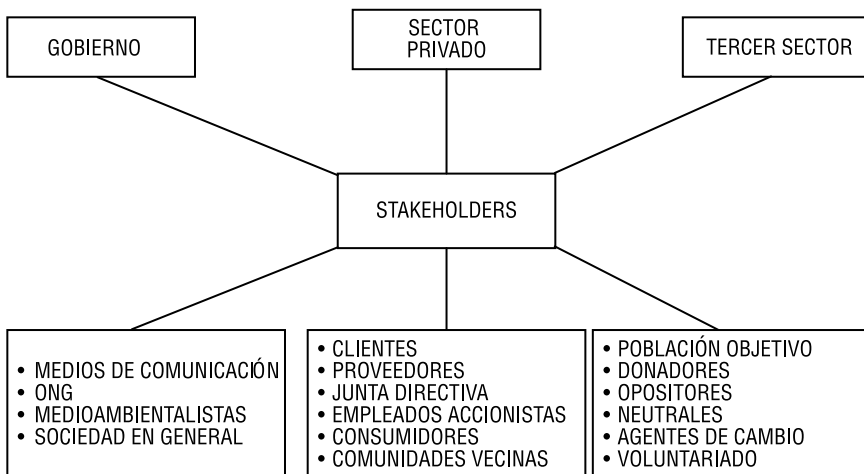 GOBIERNO
SECTOR
PRIVADO
TERCER SECTOR
STAKEHOLDERS
• MEDIOS DE COMUNICACIÓN
• ONG
• MEDIOAMBIENTALISTAS
• SOCIEDAD EN GENERAL
• CLIENTES
• PROVEEDORES
• JUNTA DIRECTIVA
• EMPLEADOS ACCIONISTAS
• CONSUMIDORES
• COMUNIDADES VECINAS
• POBLACIÓN OBJETIVO
• DONADORES
• OPOSITORES
• NEUTRALES
• AGENTES DE CAMBIO
• VOLUNTARIADO